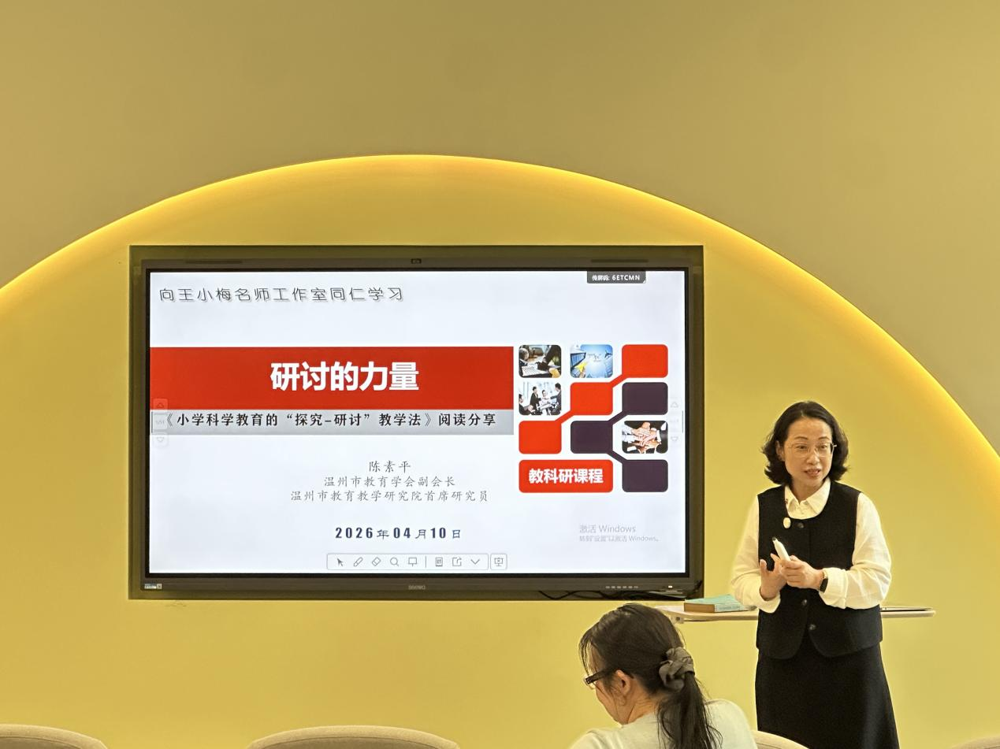 传屏码: 6ETCMN
向王小梅名师工作室同仁学习
研讨的力量
《小学科学教育的“探究-研讨”教学法》阅读分享
教科研课程
陈素平
温州市教育学会副会长
温州市教育教学研究院首席研究员
2026年04月10日
激活 Windows
转到“设置”以激活 Windows。
seewo